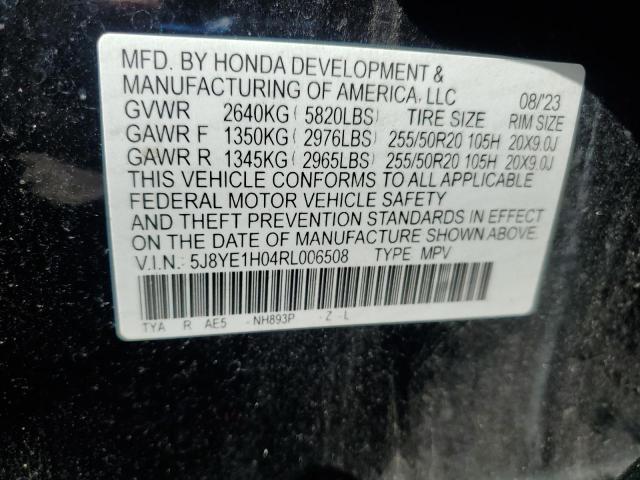 MFD. BY HONDA DEVELOPMENT &
MANUFACTURING OF AMERICA, LLC 08/'23
GVWR 2640KG ( 5820LBS) TIRE SIZE RIM SIZE
GAWR F 1350KG ( 2976LBS) 255/50R20 105H 20X9.0J
GAWR R 1345KG ( 2965LBS) 255/50R20 105H 20X9.0J
THIS VEHICLE CONFORMS TO ALL APPLICABLE
FEDERAL MOTOR VEHICLE SAFETY
AND THEFT PREVENTION STANDARDS IN EFFECT
ON THE DATE OF MANUFACTURE SHOWN ABOVE.
V.I.N.: 5J8YE1H04RL006508 TYPE MPV
TYA R AE5 -NH893P -Z -L